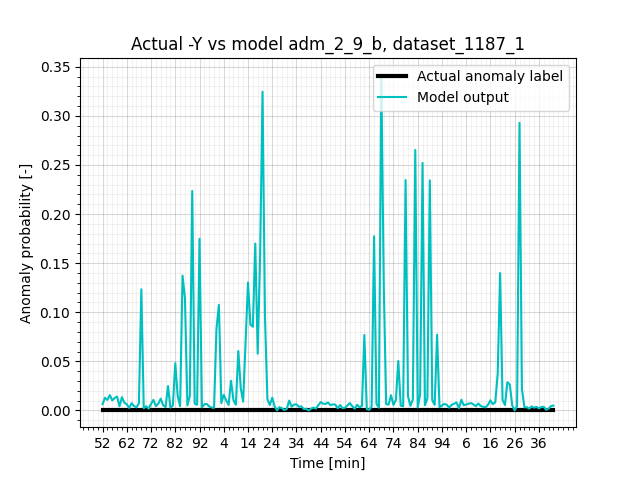 Actual -Y vs model adm_2_9_b, dataset_1187_1
Actual anomaly label
Model output
Anomaly probability [-]
0.35
0.30
0.25
0.20
0.15
0.10
0.05
0.00
52 62 72 82 92 4 14 24 34 44 54 64 74 84 94 6 16 26 36
Time [min]